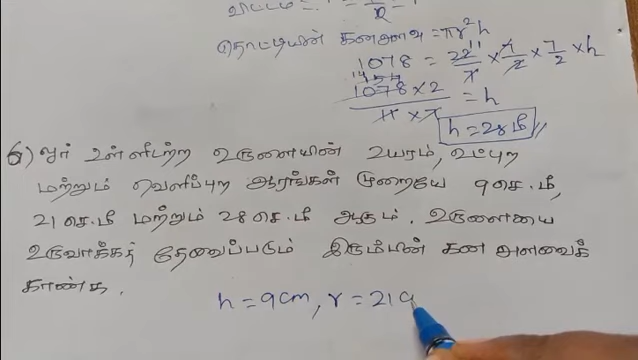 விட்டம் =
2
தொட்டியின் கனஅளவு = πr²h
1078 = 22/7 × 7/2 × 7/2 × h
1078 × 2 / 11 × 7 = h
h = 28 மீ //
6) ஓர் உள்ளீடற்ற உருளையின் உயரம், உட்புற
மற்றும் வெளிப்புற ஆரங்கள் முறையே 9 செ.மீ,
21 செ.மீ மற்றும் 28 செ.மீ ஆகும். உருளையை
உருவாக்கத் தேவைப்படும் இரும்பின் கன அளவைக்
காண்க.
h = 9cm, r = 21 c